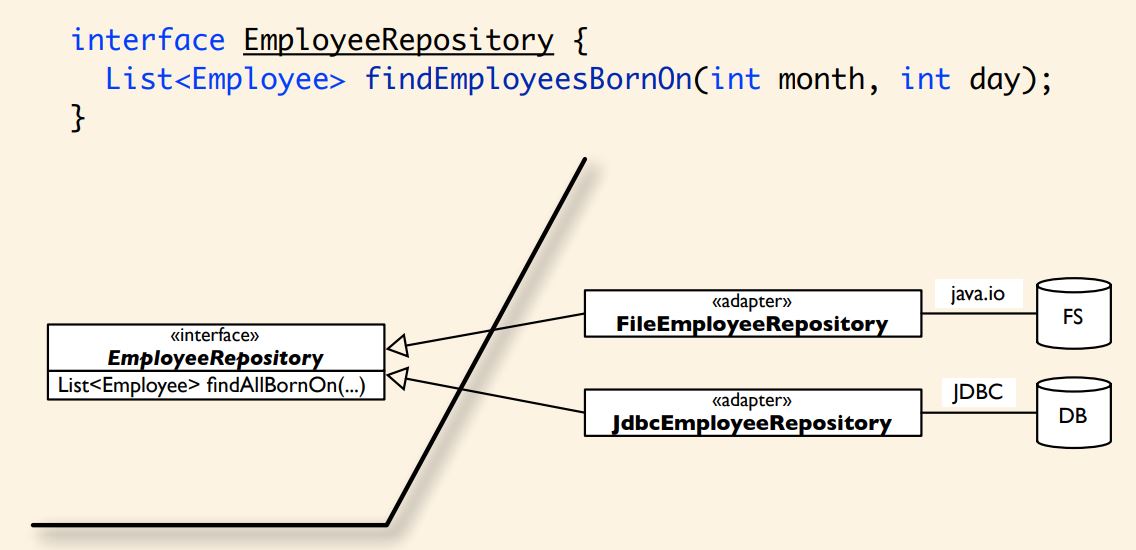 interface EmployeeRepository {
List<Employee> findEmployeesBornOn(int month, int day);
}
«interface»
EmployeeRepository
List<Employee> findAllBornOn(...)
«adapter»
FileEmployeeRepository
java.io
FS
«adapter»
JdbcEmployeeRepository
JDBC
DB